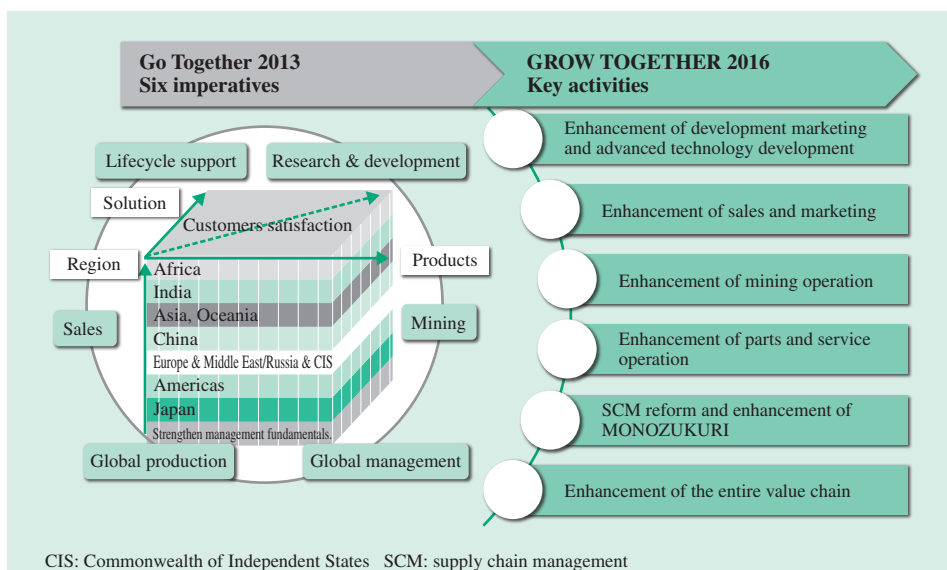 Go Together 2013
Six imperatives
GROW TOGETHER 2016
Key activities
Lifecycle support
Research & development
Solution
Customers satisfaction
Region
Products
Africa
India
Asia, Oceania
China
Europe & Middle East/Russia & CIS
Americas
Japan
Strengthen management fundamentals.
Sales
Mining
Global production
Global management
Enhancement of development marketing
and advanced technology development
Enhancement of sales and marketing
Enhancement of mining operation
Enhancement of parts and service
operation
SCM reform and enhancement of
MONOZUKURI
Enhancement of the entire value chain
CIS: Commonwealth of Independent States SCM: supply chain management